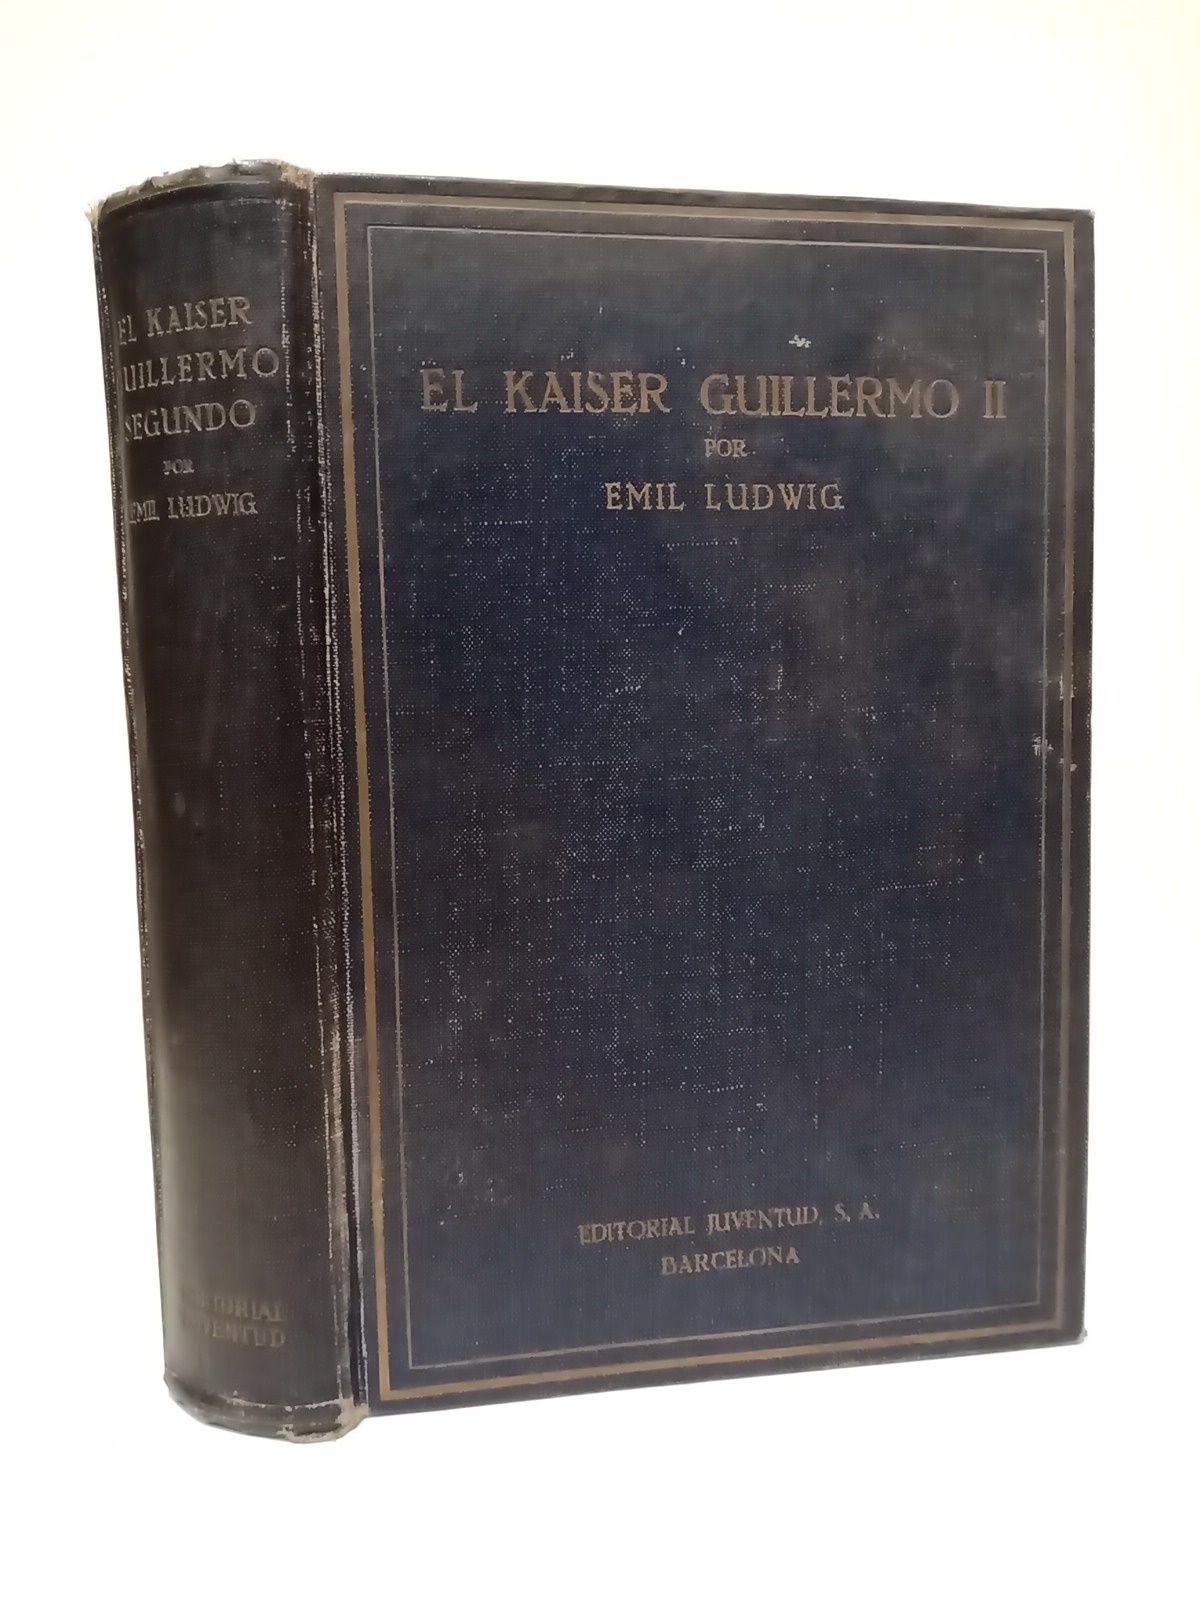 EL KAISER
GUILLERMO
SEGUNDO
POR
EMIL LUDWIG
EDITORIAL
JUVENTUD
EL KAISER GUILLERMO II
POR
EMIL LUDWIG
EDITORIAL JUVENTUD, S. A.
BARCELONA